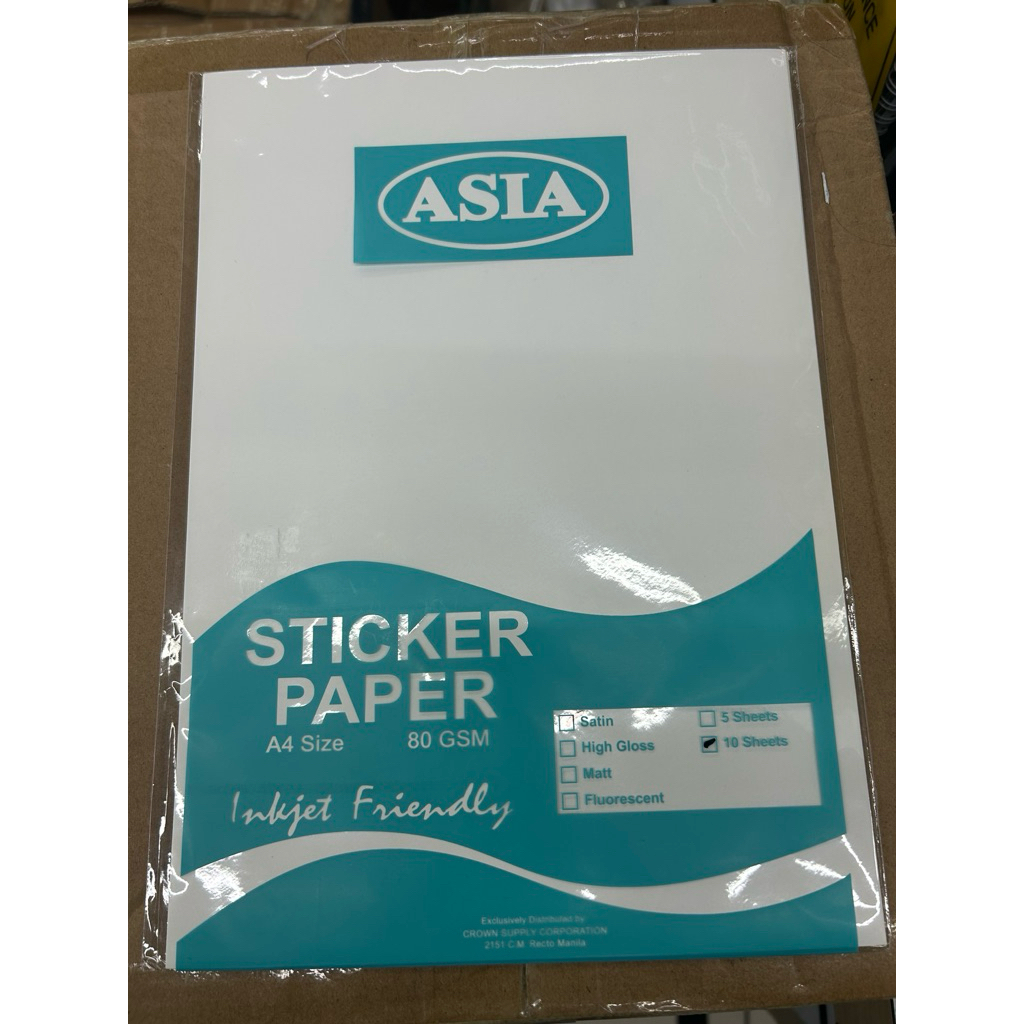 ASIA
STICKER
PAPER
A4 Size 80 GSM
Inkjet Friendly
Satin
High Gloss
Matt
Fluorescent
5 Sheets
10 Sheets
Exclusively Distributed by
CROWN SUPPLY CORPORATION
2151 C.M. Recto Manila